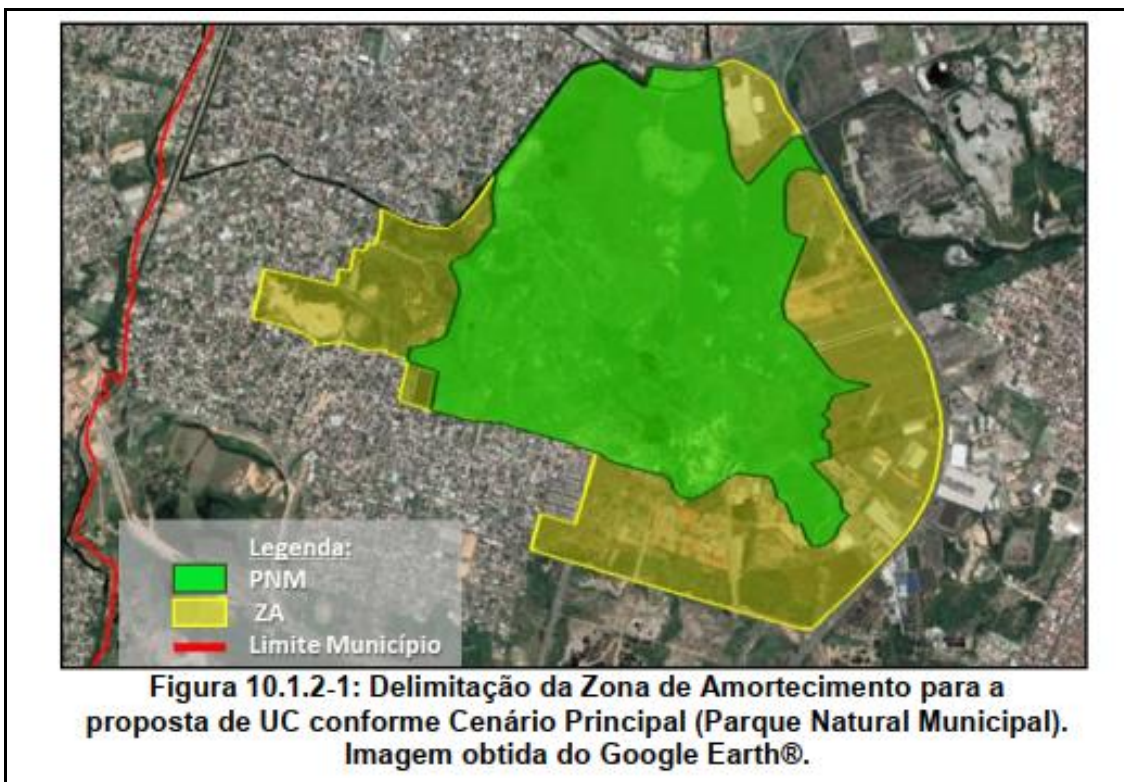 Legenda:
PNM
ZA
Limite Município
Figura 10.1.2-1: Delimitação da Zona de Amortecimento para a
proposta de UC conforme Cenário Principal (Parque Natural Municipal).
Imagem obtida do Google Earth®.